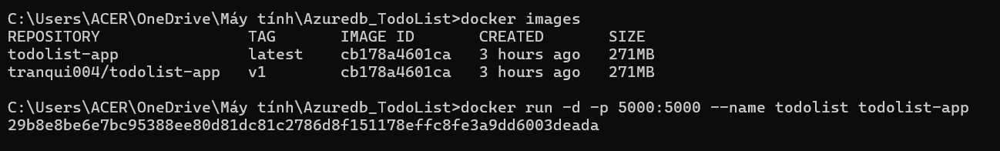 C:\Users\ACER\OneDrive\Máy tính\Azuredb_TodoList>docker images
REPOSITORY                TAG       IMAGE ID       CREATED       SIZE
todolist-app              latest    cb178a4601ca   3 hours ago   271MB
tranqui004/todolist-app   v1        cb178a4601ca   3 hours ago   271MB
C:\Users\ACER\OneDrive\Máy tính\Azuredb_TodoList>docker run -d -p 5000:5000 --name todolist todolist-app
29b8e8be6e7bc95388ee80d81dc81c2786d8f151178effc8fe3a9dd6003deada